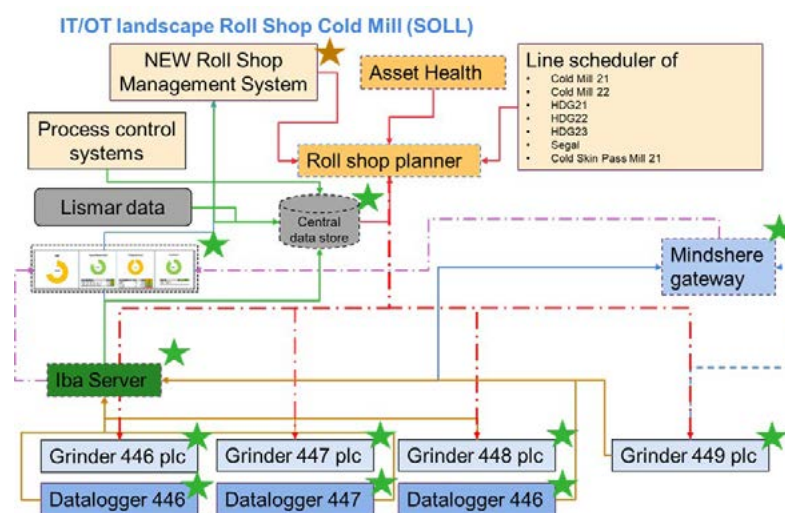 IT/OT landscape Roll Shop Cold Mill (SOLL)
NEW Roll Shop
Management System
Asset Health
Line scheduler of
• Cold Mill 21
• Cold Mill 22
• HDG21
• HDG22
• HDG23
• Segal
• Cold Skin Pass Mill 21
Process control
systems
Roll shop planner
Lismar data
Central
data store
Mindshere
gateway
Iba Server
Grinder 446 plc
Grinder 447 plc
Grinder 448 plc
Grinder 449 plc
Datalogger 446
Datalogger 447
Datalogger 446